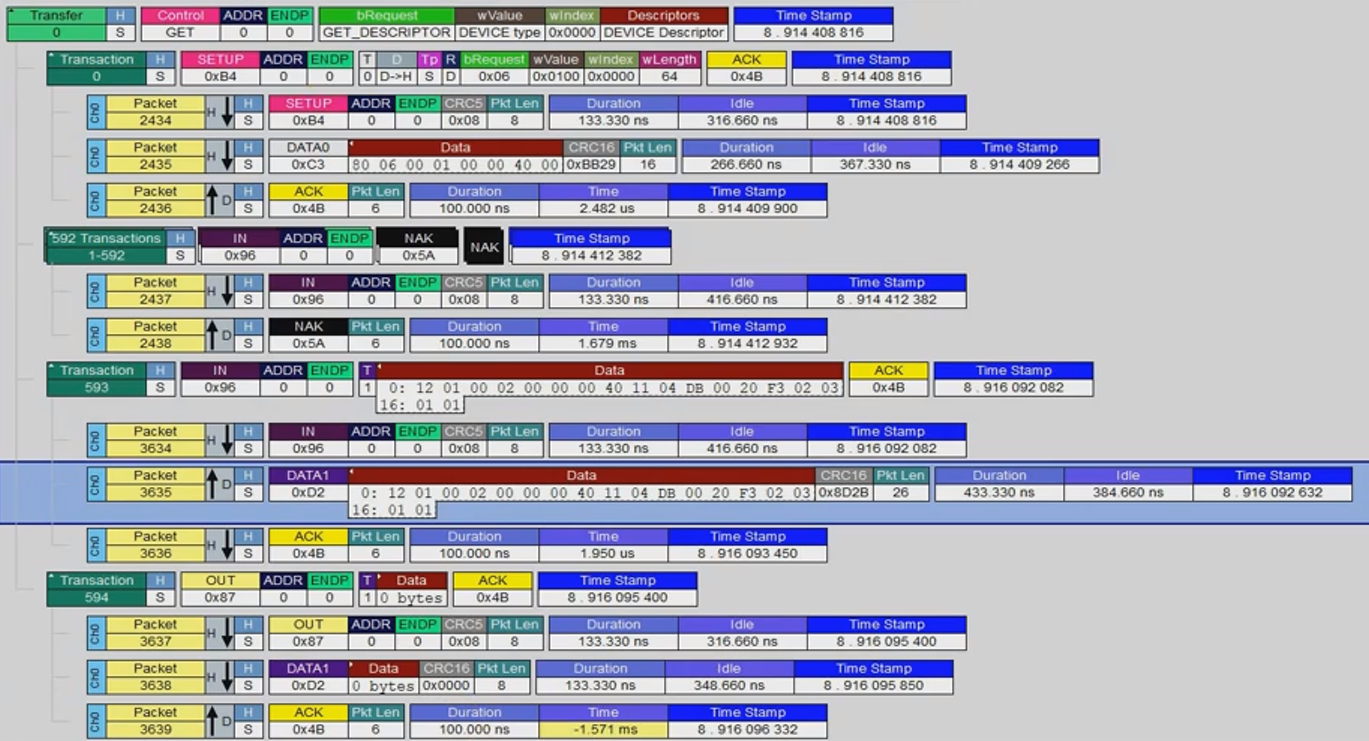 Transfer H Control ADDR ENDP bRequest wValue wIndex Descriptors Time Stamp
0 S GET 0 0 GET_DESCRIPTOR DEVICE type 0x0000 DEVICE Descriptor 8 . 914 408 816
Transaction H SETUP ADDR ENDP T D Tp R bRequest wValue wIndex wLength ACK Time Stamp
0 S 0xB4 0 0 0 D->H S D 0x06 0x0100 0x0000 64 0x4B 8 . 914 408 816
Ch0 Packet H H SETUP ADDR ENDP CRC5 Pkt Len Duration Idle Time Stamp
2434 S 0xB4 0 0 0x08 8 133.330 ns 316.660 ns 8 . 914 408 816
Ch0 Packet H H DATA0 Data CRC16 Pkt Len Duration Idle Time Stamp
2435 S 0xC3 80 06 00 01 00 00 40 00 0xBB29 16 266.660 ns 367.330 ns 8 . 914 409 266
Ch0 Packet D H ACK Pkt Len Duration Time Time Stamp
2436 S 0x4B 6 100.000 ns 2.482 us 8 . 914 409 900
592 Transactions H IN ADDR ENDP NAK NAK Time Stamp
1-592 S 0x96 0 0 0x5A 8 . 914 412 382
Ch0 Packet H H IN ADDR ENDP CRC5 Pkt Len Duration Idle Time Stamp
2437 S 0x96 0 0 0x08 8 133.330 ns 416.660 ns 8 . 914 412 382
Ch0 Packet D H NAK Pkt Len Duration Time Time Stamp
2438 S 0x5A 6 100.000 ns 1.679 ms 8 . 914 412 932
Transaction H IN ADDR ENDP T Data ACK Time Stamp
593 S 0x96 0 0 1 0: 12 01 00 02 00 00 00 40 11 04 DB 00 20 F3 02 03 0x4B 8 . 916 092 082
16: 01 01
Ch0 Packet H H IN ADDR ENDP CRC5 Pkt Len Duration Idle Time Stamp
3634 S 0x96 0 0 0x08 8 133.330 ns 416.660 ns 8 . 916 092 082
Ch0 Packet D H DATA1 Data CRC16 Pkt Len Duration Idle Time Stamp
3635 S 0xD2 0: 12 01 00 02 00 00 00 40 11 04 DB 00 20 F3 02 03 0x8D2B 26 433.330 ns 384.660 ns 8 . 916 092 632
16: 01 01
Ch0 Packet H H ACK Pkt Len Duration Time Time Stamp
3636 S 0x4B 6 100.000 ns 1.950 us 8 . 916 093 450
Transaction H OUT ADDR ENDP T Data ACK Time Stamp
594 S 0x87 0 0 1 0 bytes 0x4B 8 . 916 095 400
Ch0 Packet H H OUT ADDR ENDP CRC5 Pkt Len Duration Idle Time Stamp
3637 S 0x87 0 0 0x08 8 133.330 ns 316.660 ns 8 . 916 095 400
Ch0 Packet H H DATA1 Data CRC16 Pkt Len Duration Idle Time Stamp
3638 S 0xD2 0 bytes 0x0000 8 133.330 ns 348.660 ns 8 . 916 095 850
Ch0 Packet D H ACK Pkt Len Duration Time Time Stamp
3639 S 0x4B 6 100.000 ns -1.571 ms 8 . 916 096 332